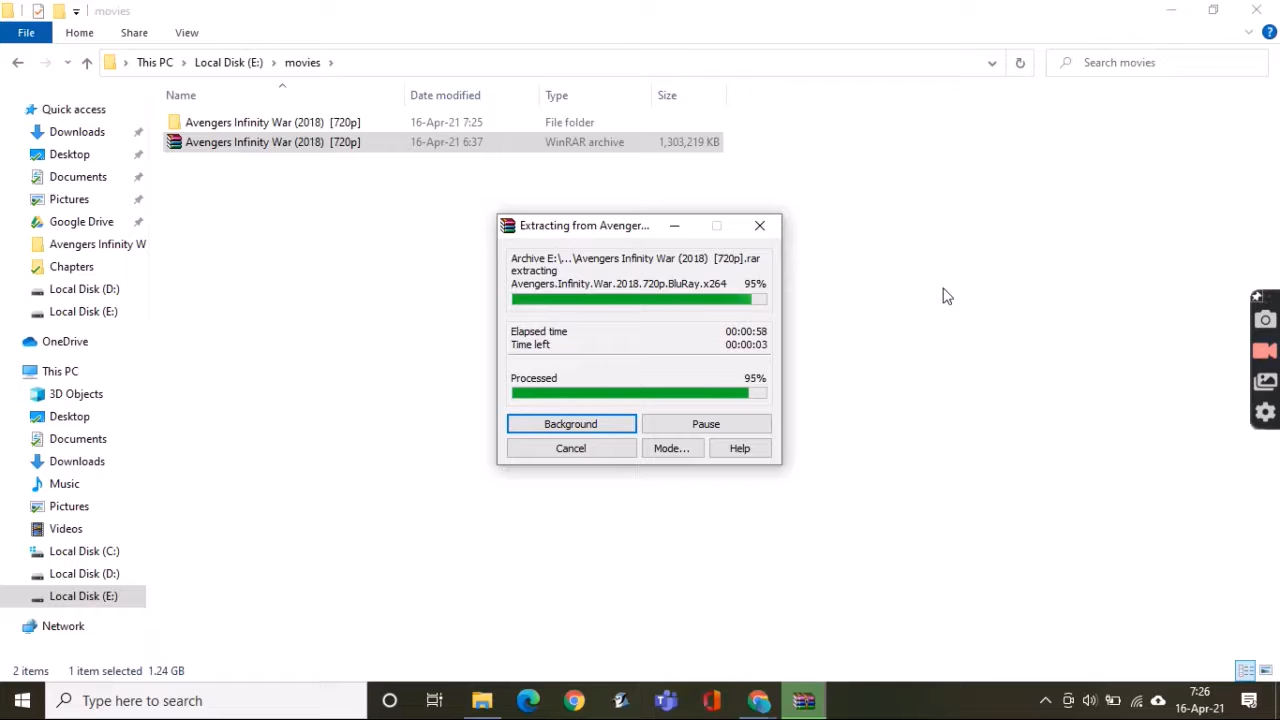 movies
File Home Share View
This PC Local Disk (E:) movies
Search movies
Name Date modified Type Size
Avengers Infinity War (2018) [720p] 16-Apr-21 7:25 File folder
Avengers Infinity War (2018) [720p] 16-Apr-21 6:37 WinRAR archive 1,303,219 KB
Quick access
Downloads
Desktop
Documents
Pictures
Google Drive
Avengers Infinity W
Chapters
Local Disk (D:)
Local Disk (E:)
OneDrive
This PC
3D Objects
Desktop
Documents
Downloads
Music
Pictures
Videos
Local Disk (C:)
Local Disk (D:)
Local Disk (E:)
Network
Extracting from Avenger...
Archive E:\...\Avengers Infinity War (2018) [720p].rar
extracting
Avengers.Infinity.War.2018.720p.BluRay.x264 95%
Elapsed time 00:00:58
Time left 00:00:03
Processed 95%
Background Pause
Cancel Mode... Help
2 items 1 item selected 1.24 GB
Type here to search
7:26
16-Apr-21